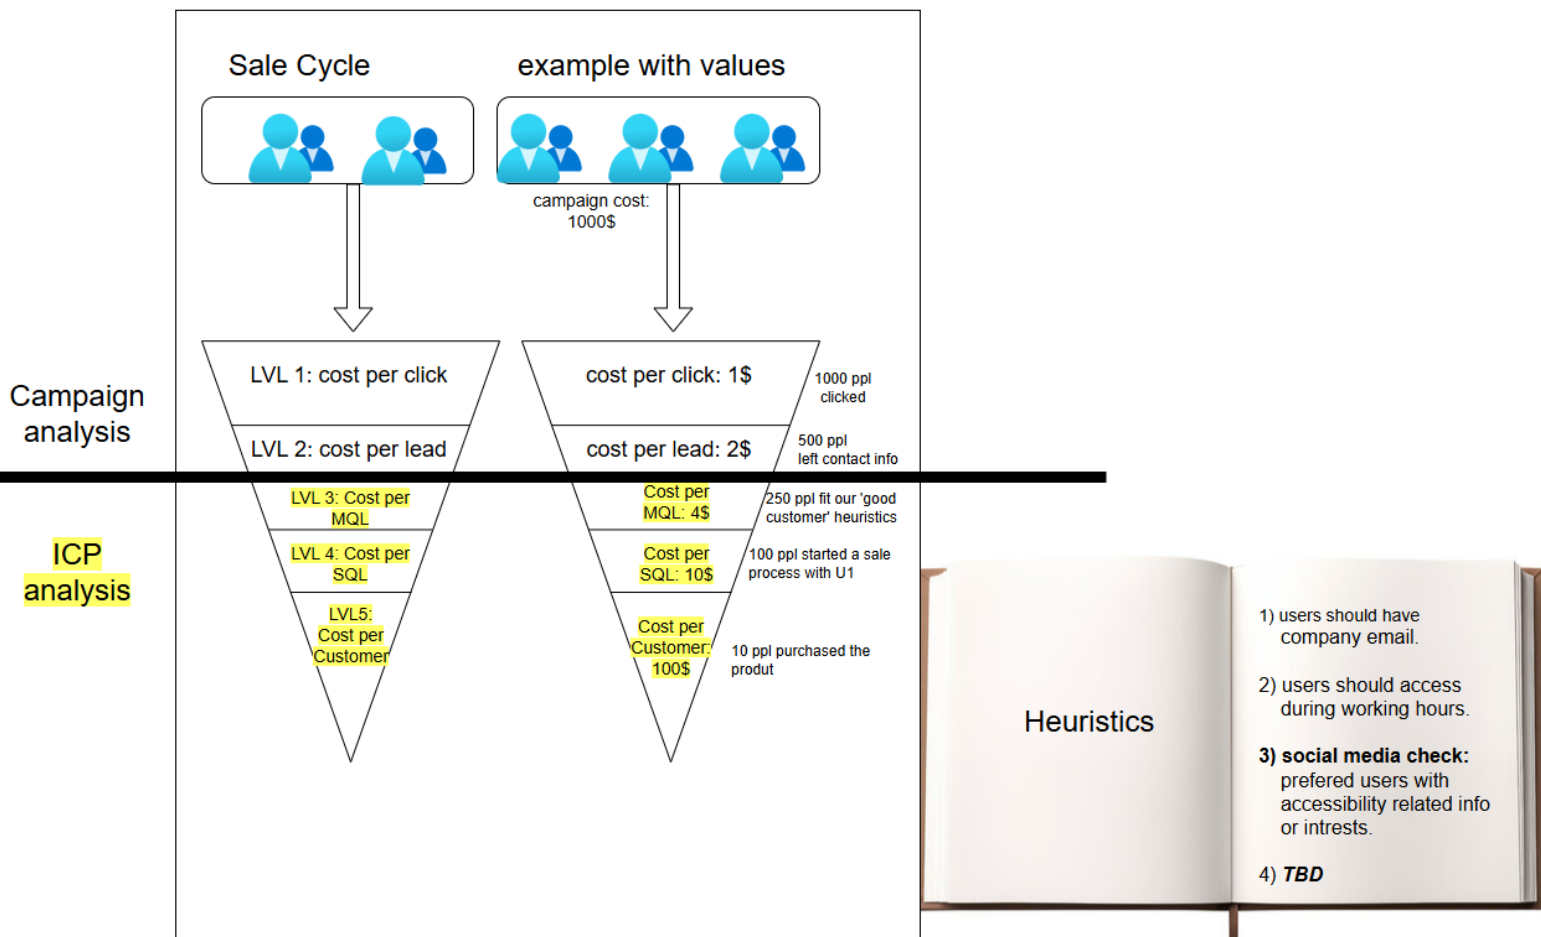 Sale Cycle
example with values
campaign cost:
1000$
Campaign
analysis
LVL 1: cost per click
LVL 2: cost per lead
cost per click: 1$
1000 ppl
clicked
cost per lead: 2$
500 ppl
left contact info
ICP
analysis
LVL 3: Cost per
MQL
LVL 4: Cost per
SQL
LVL5:
Cost per
Customer
Cost per
MQL: 4$
250 ppl fit our 'good
customer' heuristics
Cost per
SQL: 10$
100 ppl started a sale
process with U1
Cost per
Customer:
100$
10 ppl purchased the
produt
Heuristics
1) users should have
company email.
2) users should access
during working hours.
3) social media check:
prefered users with
accessibility related info
or intrests.
4) TBD